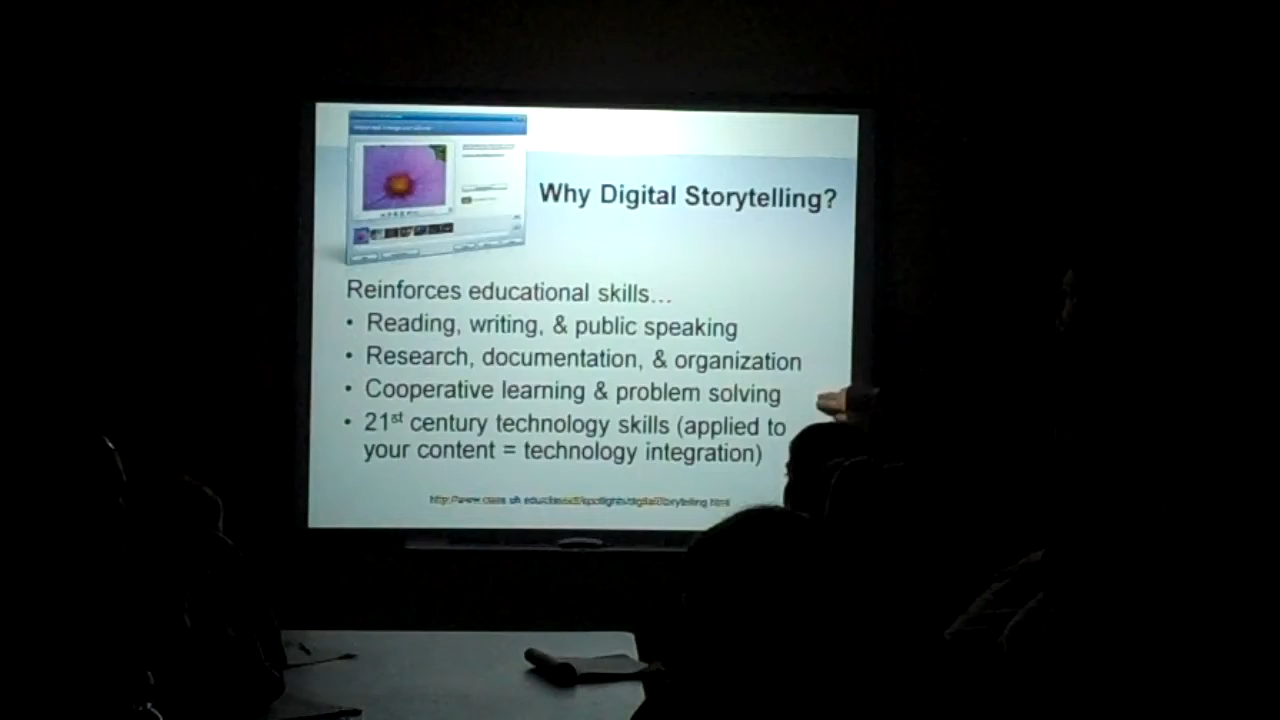 Why Digital Storytelling?
Reinforces educational skills...
• Reading, writing, & public speaking
• Research, documentation, & organization
• Cooperative learning & problem solving
• 21st century technology skills (applied to
your content = technology integration)